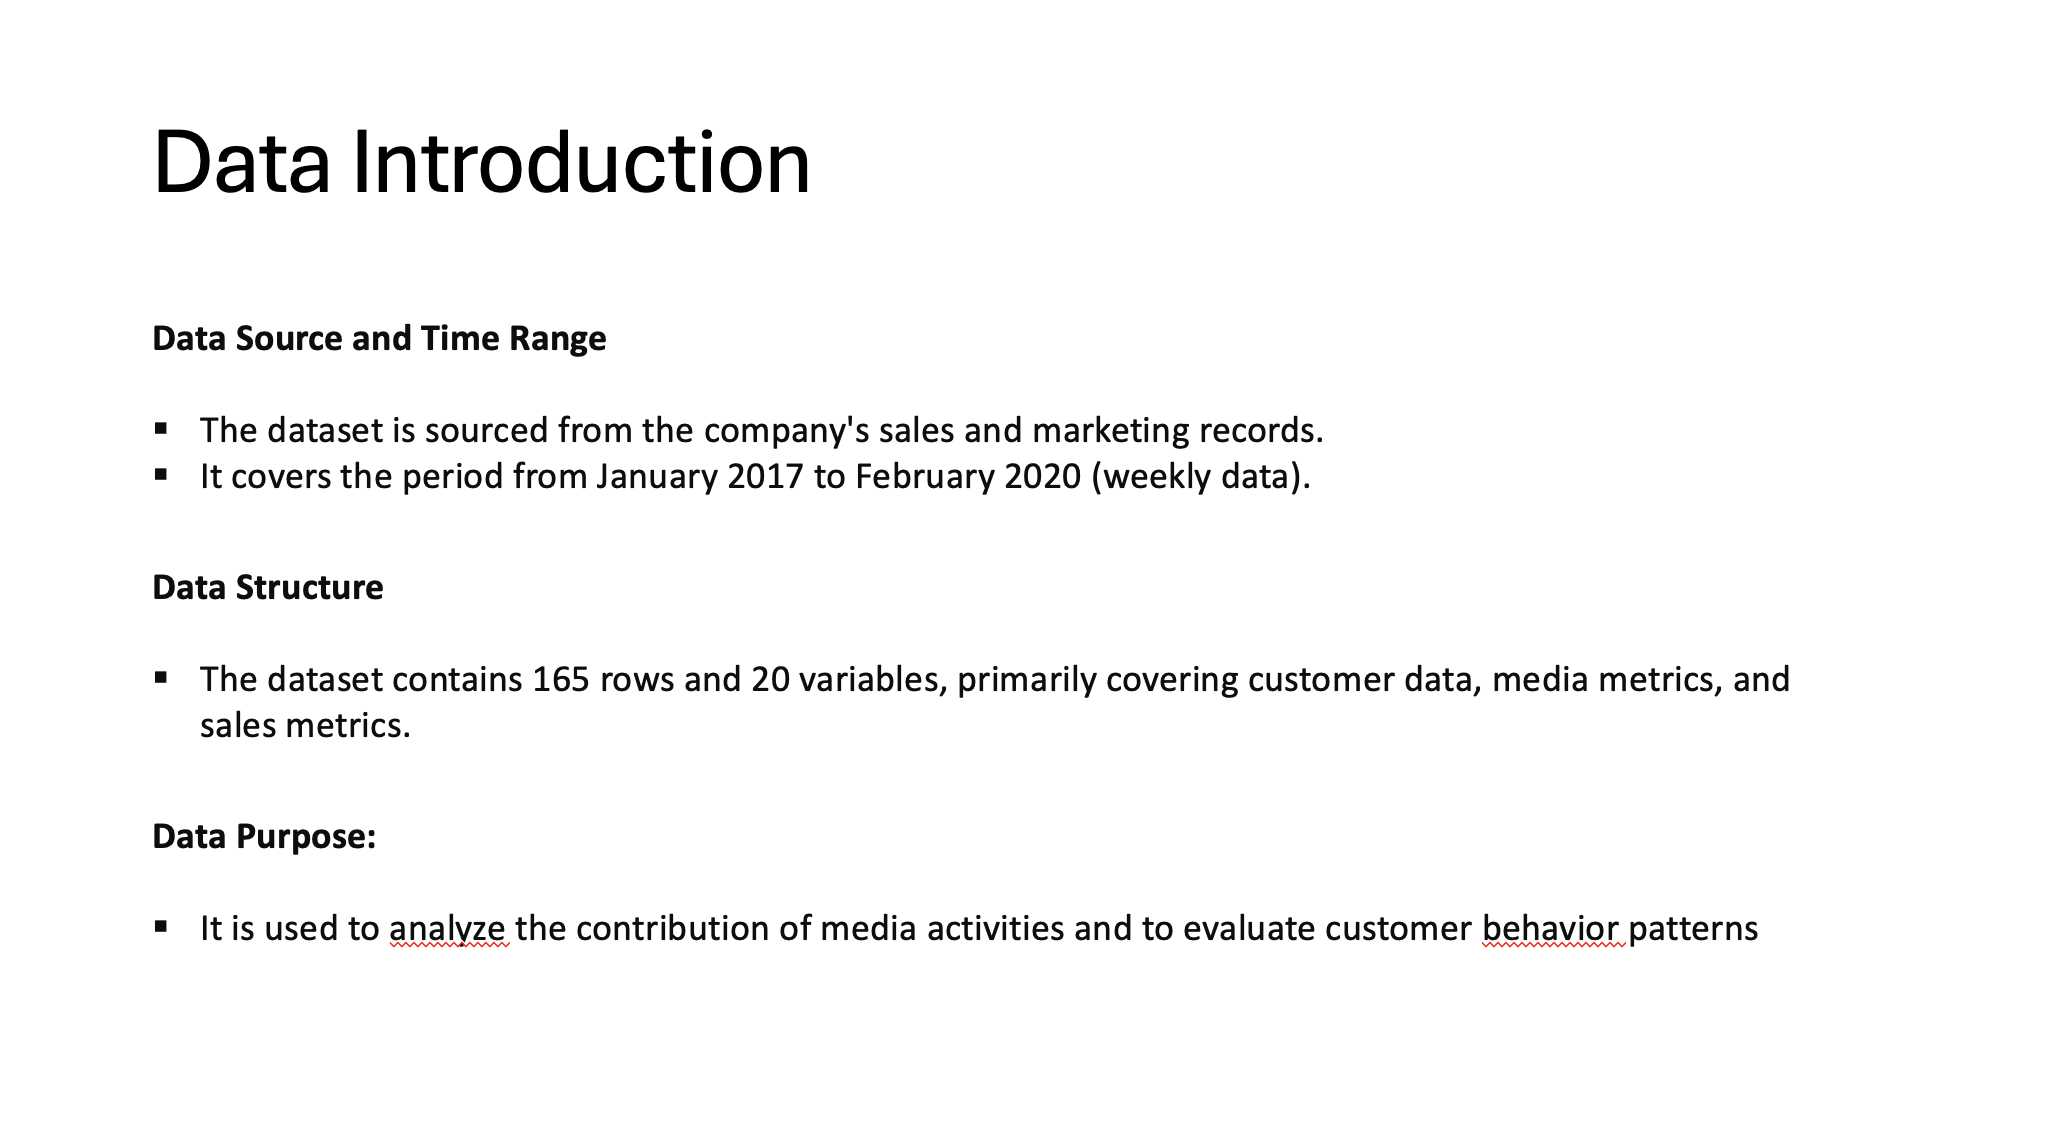 Data Introduction
Data Source and Time Range
▪ The dataset is sourced from the company's sales and marketing records.
▪ It covers the period from January 2017 to February 2020 (weekly data).
Data Structure
▪ The dataset contains 165 rows and 20 variables, primarily covering customer data, media metrics, and
sales metrics.
Data Purpose:
▪ It is used to analyze the contribution of media activities and to evaluate customer behavior patterns